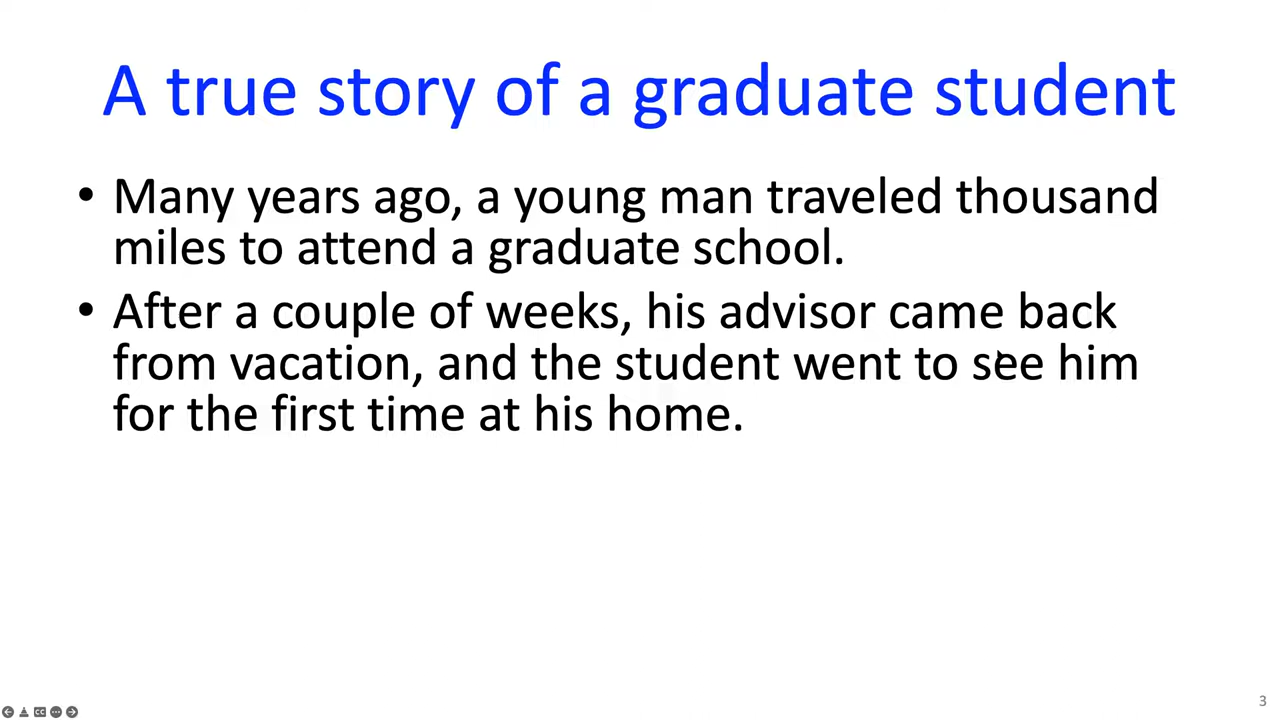 A true story of a graduate student
• Many years ago, a young man traveled thousand
miles to attend a graduate school.
• After a couple of weeks, his advisor came back
from vacation, and the student went to see him
for the first time at his home.
3